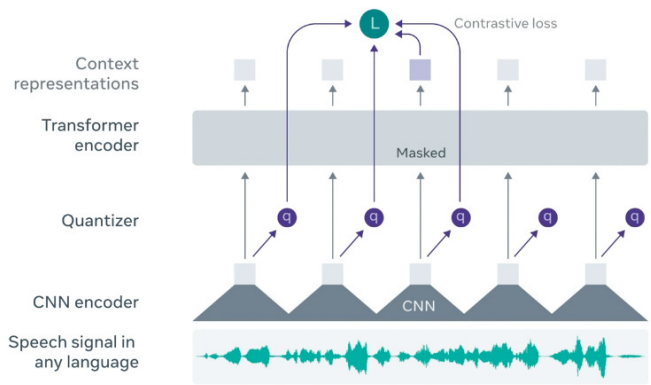 L
Contrastive loss
Context
representations
Transformer
encoder
Masked
Quantizer
q q q q q
CNN encoder
CNN
Speech signal in
any language